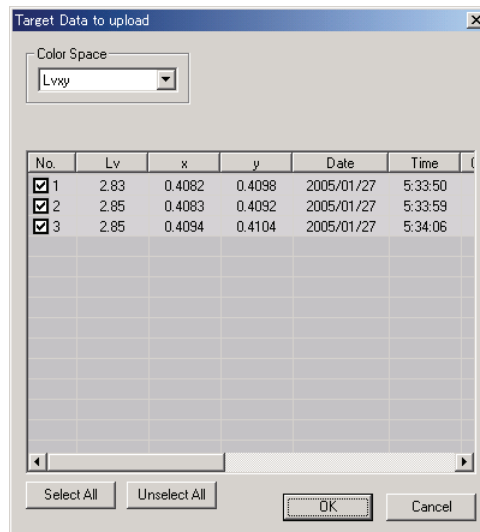 Target Data to upload
Color Space
Lvxy
No. Lv x y Date Time
1 2.83 0.4082 0.4098 2005/01/27 5:33:50
2 2.85 0.4083 0.4092 2005/01/27 5:33:59
3 2.85 0.4094 0.4104 2005/01/27 5:34:06
Select All Unselect All OK Cancel